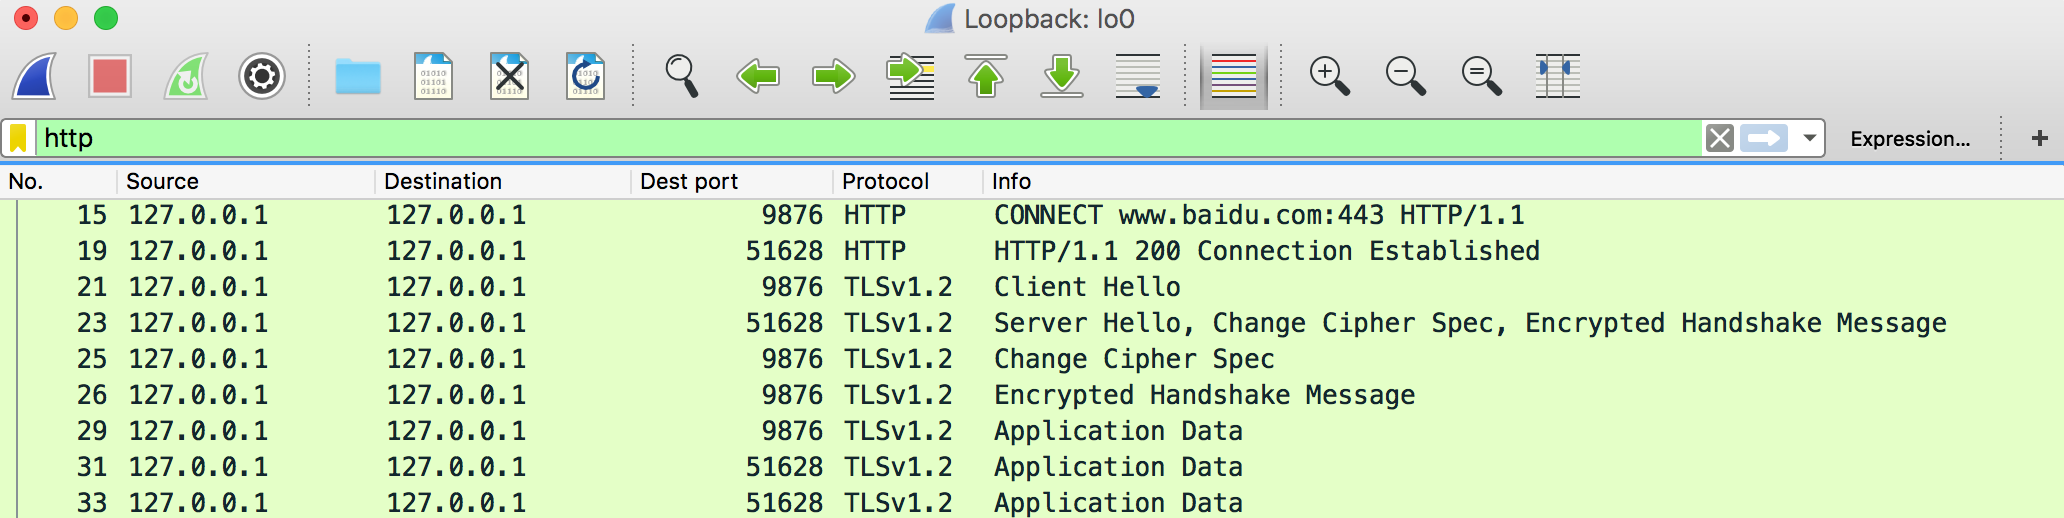 Loopback: lo0
http
Expression...
+
No. Source Destination Dest port Protocol Info
15 127.0.0.1 127.0.0.1 9876 HTTP CONNECT www.baidu.com:443 HTTP/1.1
19 127.0.0.1 127.0.0.1 51628 HTTP HTTP/1.1 200 Connection Established
21 127.0.0.1 127.0.0.1 9876 TLSv1.2 Client Hello
23 127.0.0.1 127.0.0.1 51628 TLSv1.2 Server Hello, Change Cipher Spec, Encrypted Handshake Message
25 127.0.0.1 127.0.0.1 9876 TLSv1.2 Change Cipher Spec
26 127.0.0.1 127.0.0.1 9876 TLSv1.2 Encrypted Handshake Message
29 127.0.0.1 127.0.0.1 9876 TLSv1.2 Application Data
31 127.0.0.1 127.0.0.1 51628 TLSv1.2 Application Data
33 127.0.0.1 127.0.0.1 51628 TLSv1.2 Application Data